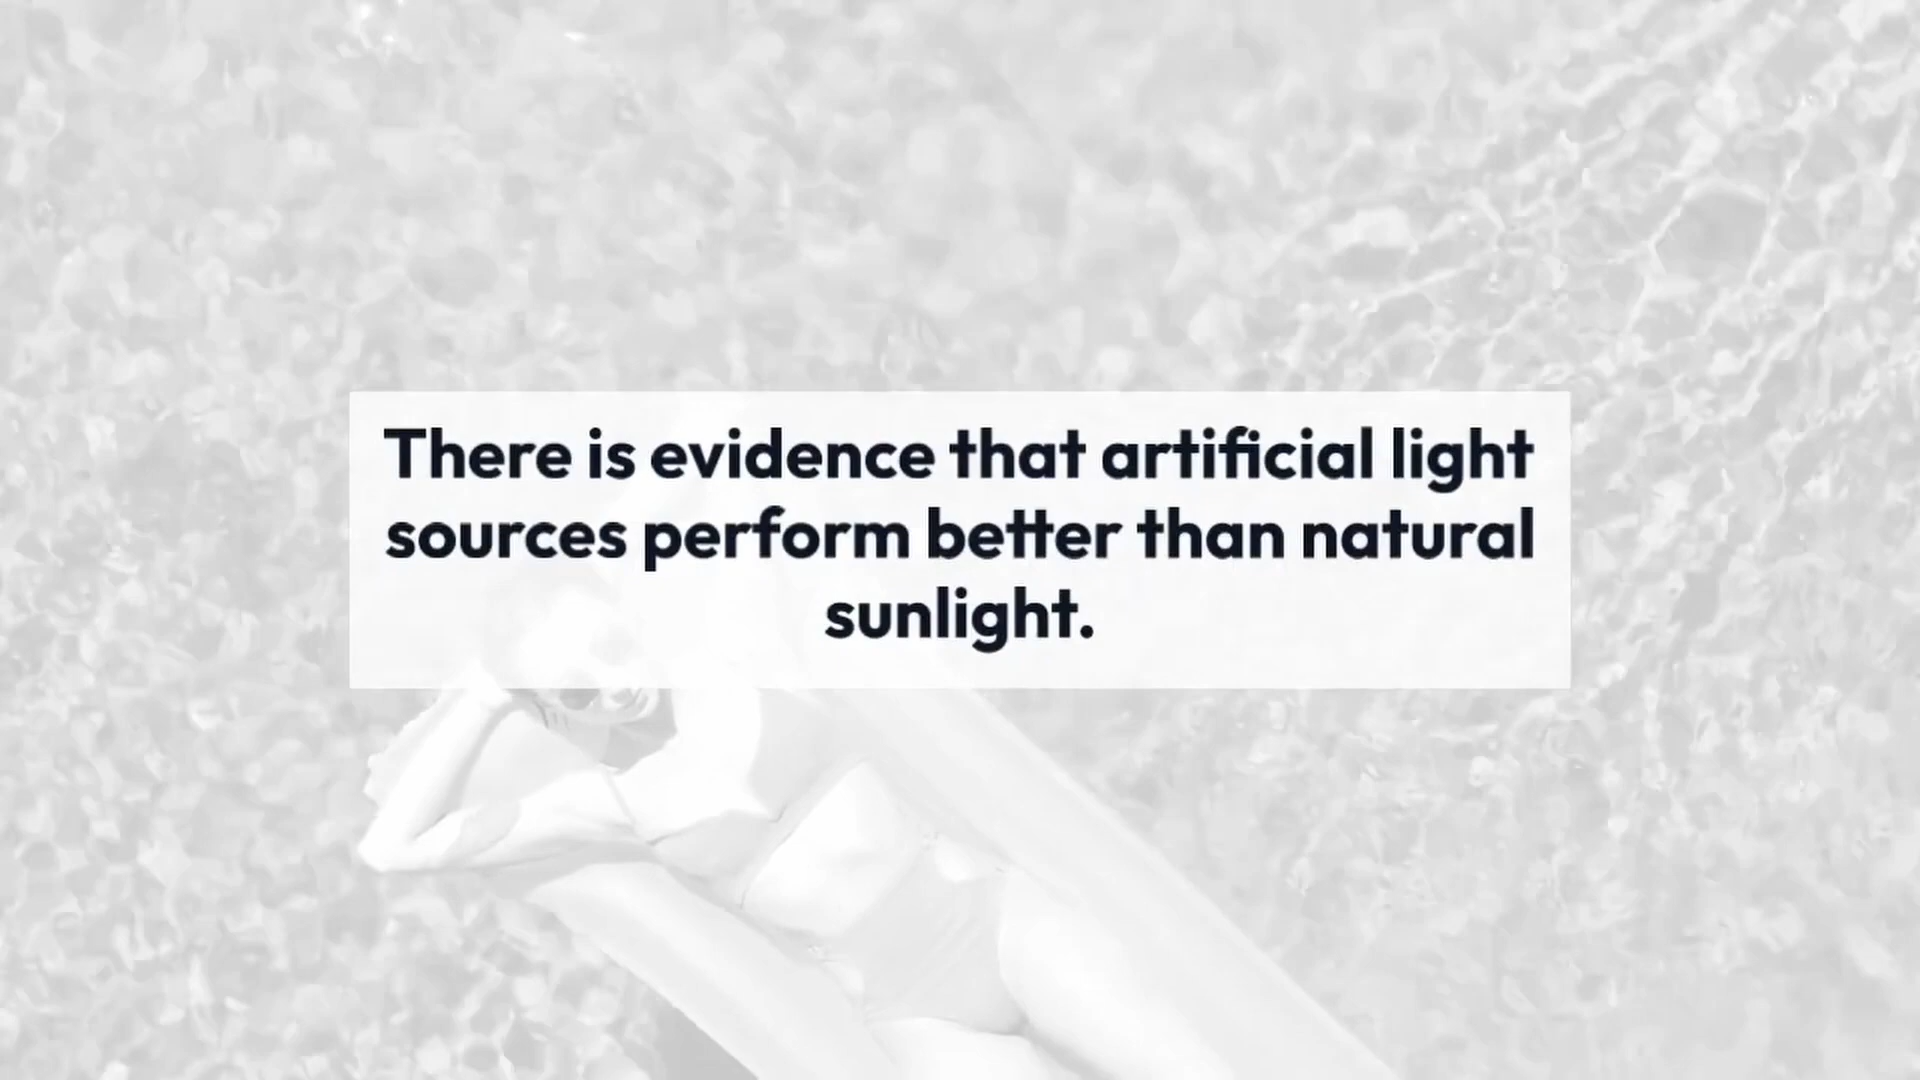 There is evidence that artificial light
sources perform better than natural
sunlight.